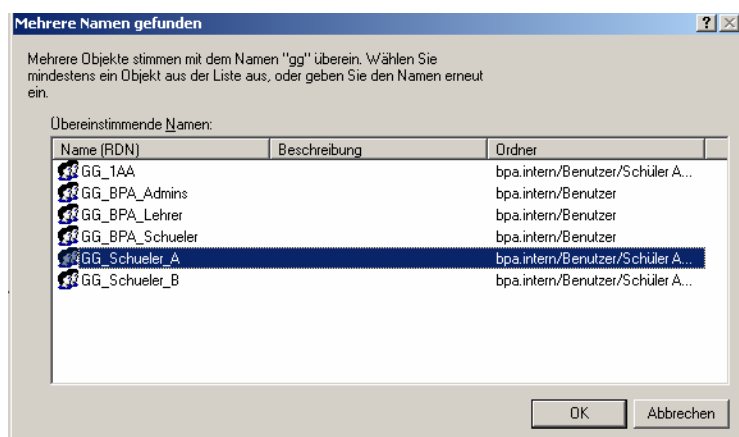 Mehrere Namen gefunden
Mehrere Objekte stimmen mit dem Namen "gg" überein. Wählen Sie
mindestens ein Objekt aus der Liste aus, oder geben Sie den Namen erneut
ein.
Übereinstimmende Namen:
Name (RDN) Beschreibung Ordner
GG_1AA bpa.intern/Benutzer/Schüler A...
GG_BPA_Admins bpa.intern/Benutzer
GG_BPA_Lehrer bpa.intern/Benutzer
GG_BPA_Schueler bpa.intern/Benutzer
GG_Schueler_A bpa.intern/Benutzer/Schüler A...
GG_Schueler_B bpa.intern/Benutzer/Schüler A...
OK Abbrechen